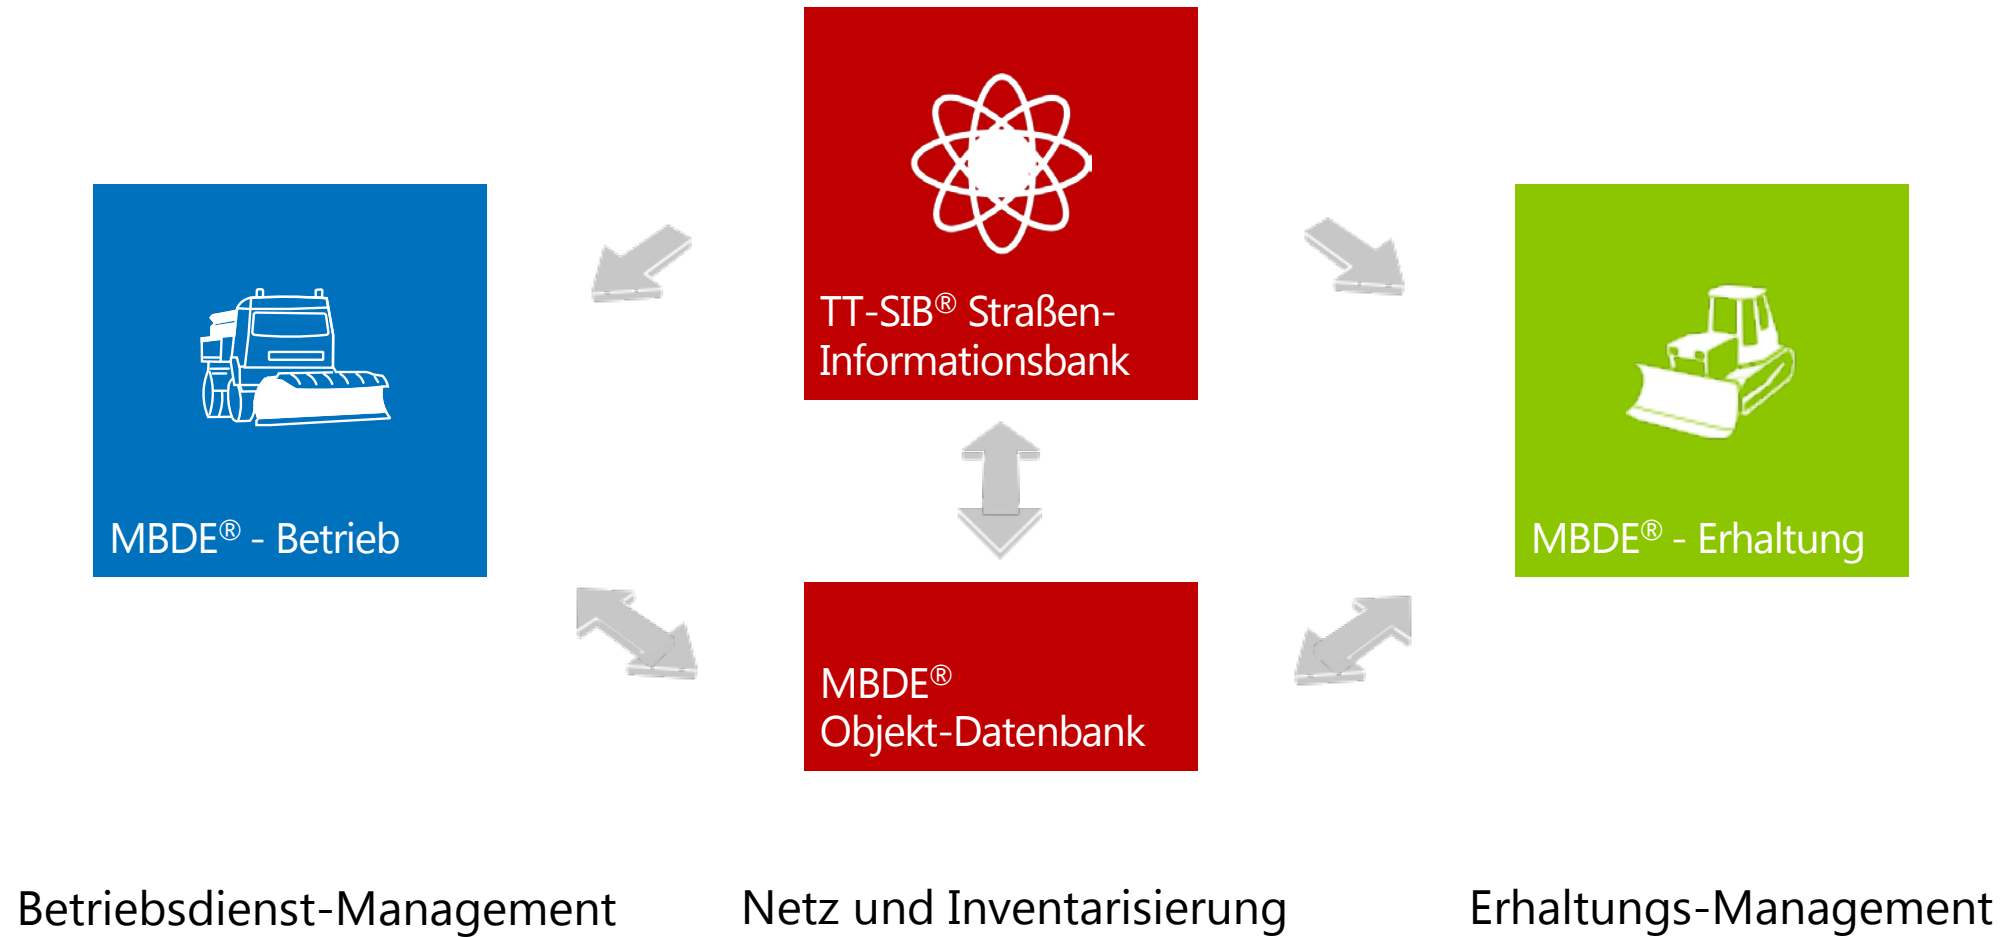 TT-SIB® Straßen-
Informationsbank
MBDE® - Betrieb
MBDE® - Erhaltung
MBDE®
Objekt-Datenbank
Betriebsdienst-Management
Netz und Inventarisierung
Erhaltungs-Management